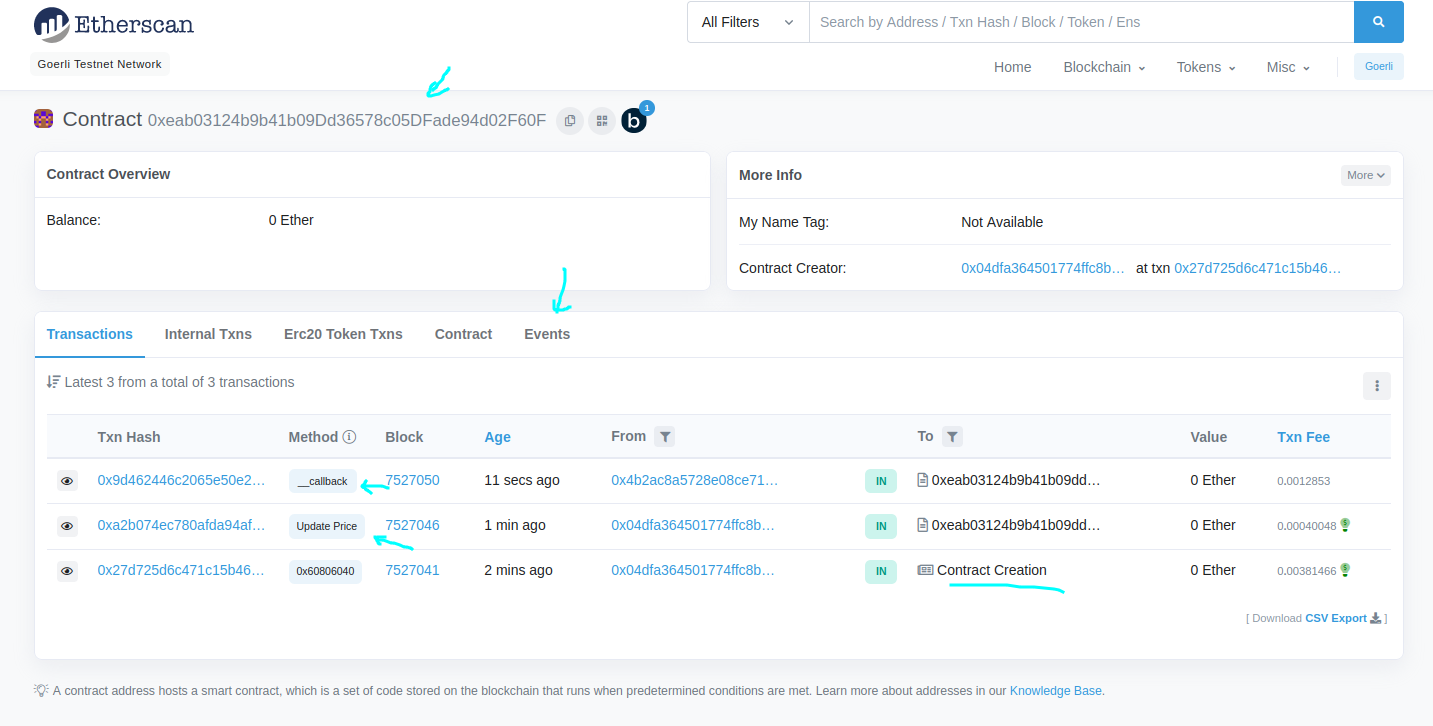 Etherscan
All Filters
Search by Address / Txn Hash / Block / Token / Ens
Goerli Testnet Network
Home Blockchain Tokens Misc Goerli
Contract 0xeab03124b9b41b09Dd36578c05DFade94d02F60F b 1
Contract Overview
Balance: 0 Ether
More Info More
My Name Tag: Not Available
Contract Creator: 0x04dfa364501774ffc8b… at txn 0x27d725d6c471c15b46…
Transactions Internal Txns Erc20 Token Txns Contract Events
Latest 3 from a total of 3 transactions
Txn Hash Method Block Age From To Value Txn Fee
0x9d462446c2065e50e2… __callback 7527050 11 secs ago 0x4b2ac8a5728e08ce71… IN 0xeab03124b9b41b09dd… 0 Ether 0.0012853
0xa2b074ec780afda94af… Update Price 7527046 1 min ago 0x04dfa364501774ffc8b… IN 0xeab03124b9b41b09dd… 0 Ether 0.00040048
0x27d725d6c471c15b46… 0x60806040 7527041 2 mins ago 0x04dfa364501774ffc8b… IN Contract Creation 0 Ether 0.00381466
[ Download CSV Export ]
A contract address hosts a smart contract, which is a set of code stored on the blockchain that runs when predetermined conditions are met. Learn more about addresses in our Knowledge Base.